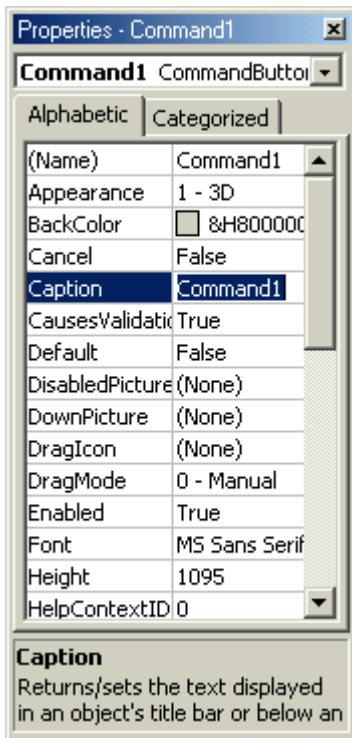 Properties - Command1
Command1 CommandButto
Alphabetic Categorized
(Name) Command1
Appearance 1 - 3D
BackColor &H800000
Cancel False
Caption Command1
CausesValidatio True
Default False
DisabledPicture (None)
DownPicture (None)
DragIcon (None)
DragMode 0 - Manual
Enabled True
Font MS Sans Serif
Height 1095
HelpContextID 0
Caption
Returns/sets the text displayed
in an object's title bar or below an